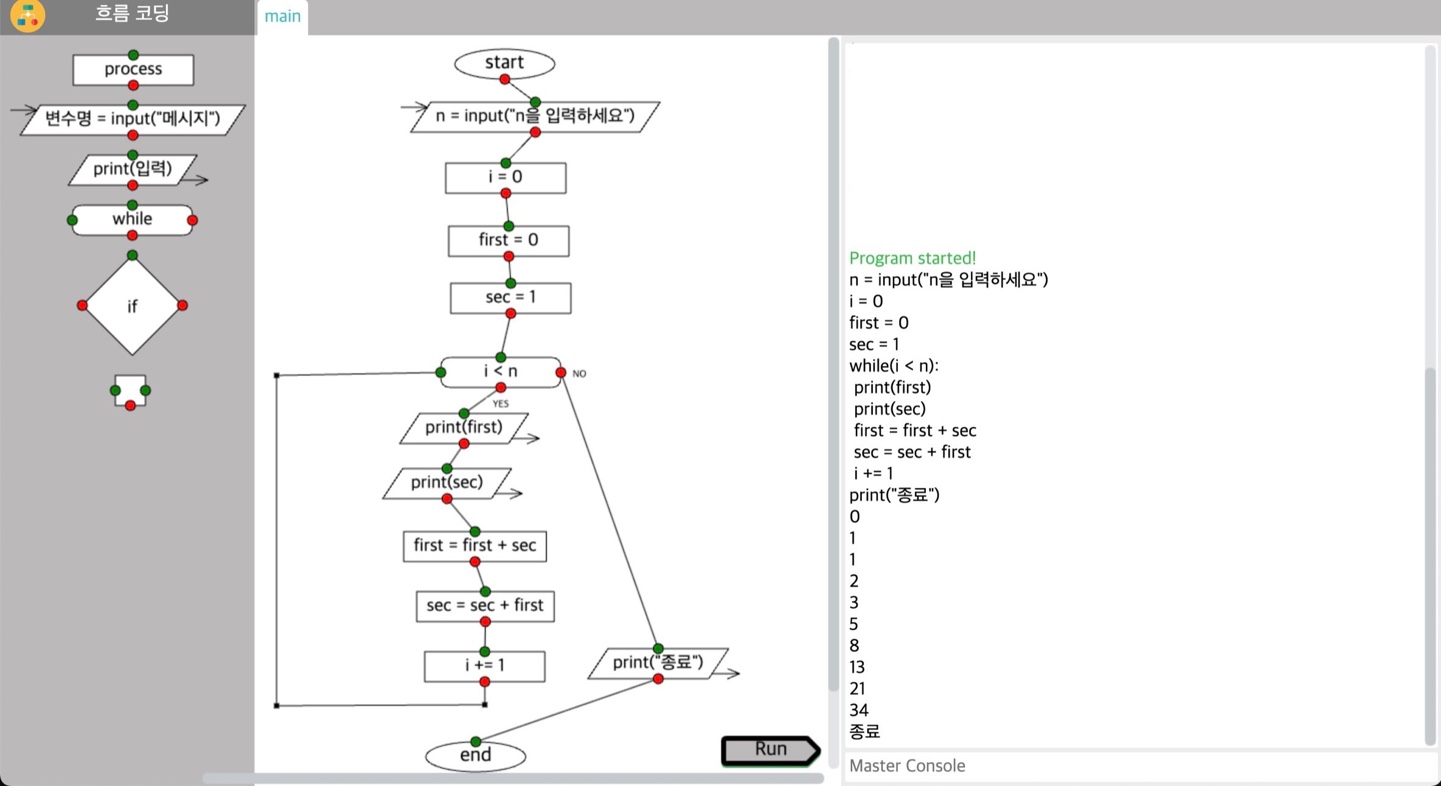 흐름 코딩
process
변수명 = input("메시지")
print(입력)
while
if
main
start
n = input("n을 입력하세요")
i = 0
first = 0
sec = 1
i < n
NO
YES
print(first)
print(sec)
first = first + sec
sec = sec + first
i += 1
print("종료")
end
Run
Program started!
n = input("n을 입력하세요")
i = 0
first = 0
sec = 1
while(i < n):
print(first)
print(sec)
first = first + sec
sec = sec + first
i += 1
print("종료")
0
1
1
2
3
5
8
13
21
34
종료
Master Console